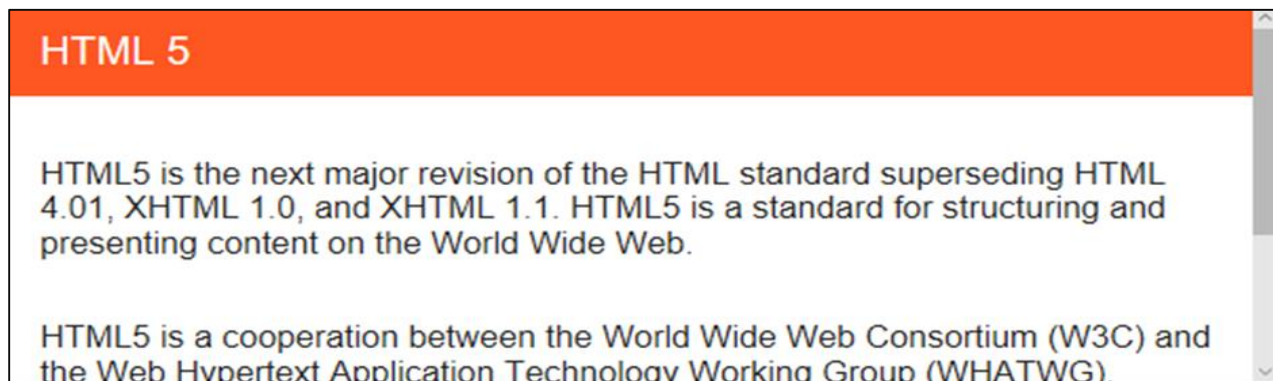 HTML 5
HTML5 is the next major revision of the HTML standard superseding HTML
4.01, XHTML 1.0, and XHTML 1.1. HTML5 is a standard for structuring and
presenting content on the World Wide Web.
HTML5 is a cooperation between the World Wide Web Consortium (W3C) and
the Web Hypertext Application Technology Working Group (WHATWG).